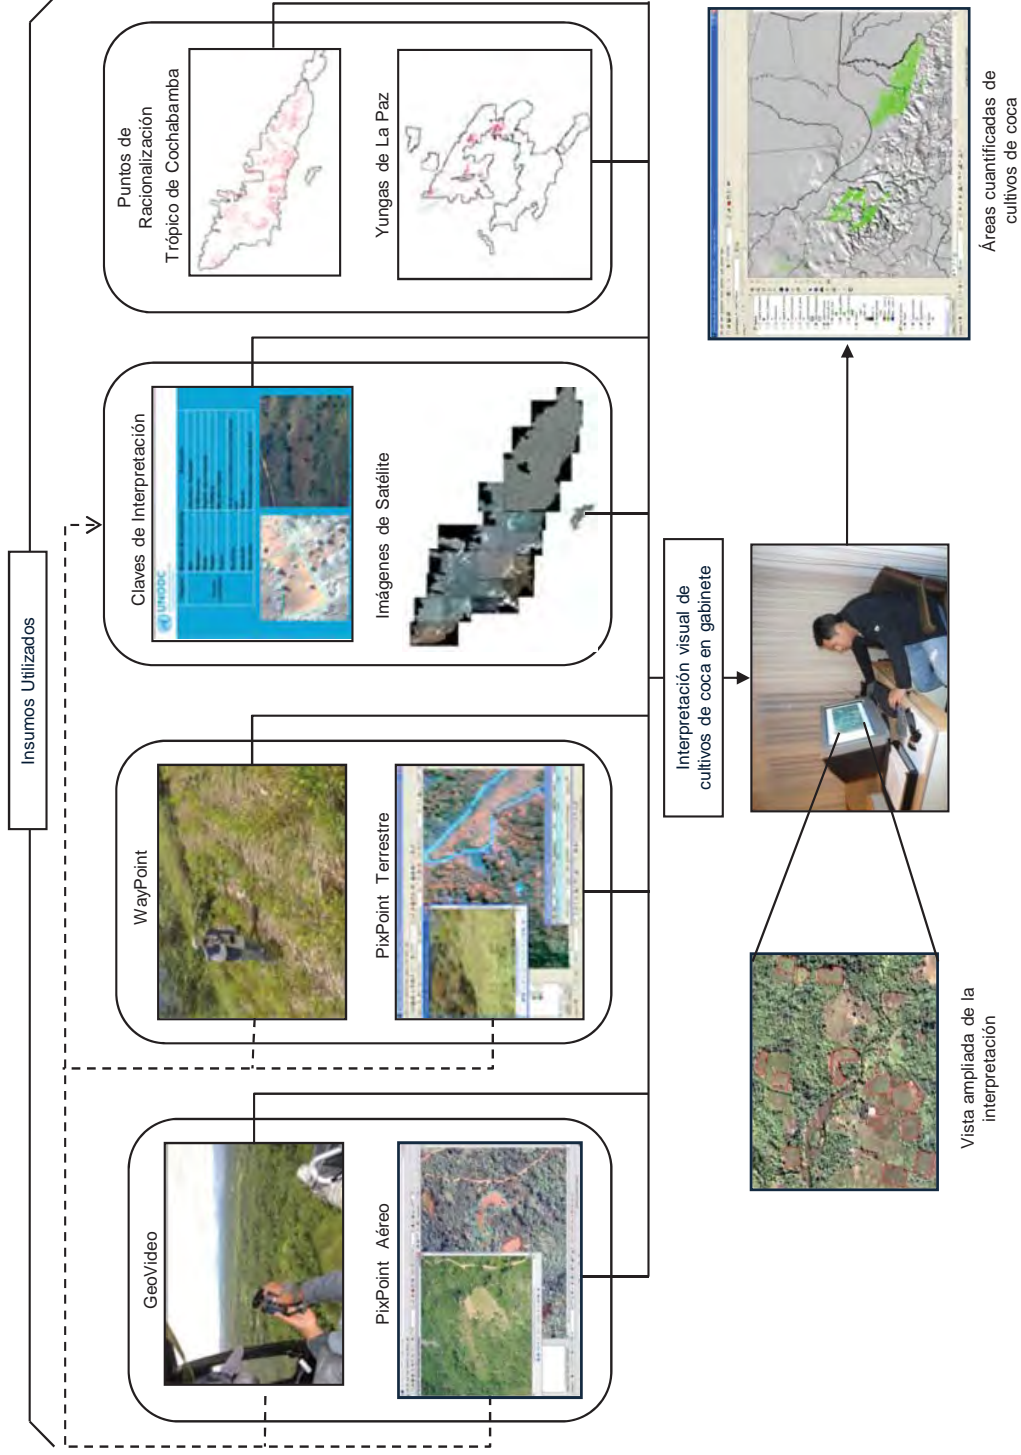 Insumos Utilizados
GeoVideo
PixPoint Aéreo
WayPoint
PixPoint Terrestre
Claves de Interpretación
UNODC
Imágenes de Satélite
Puntos de
Racionalización
Trópico de Cochabamba
Yungas de La Paz
Interpretación visual de
cultivos de coca en gabinete
Vista ampliada de la
interpretación
Áreas cuantificadas de
cultivos de coca